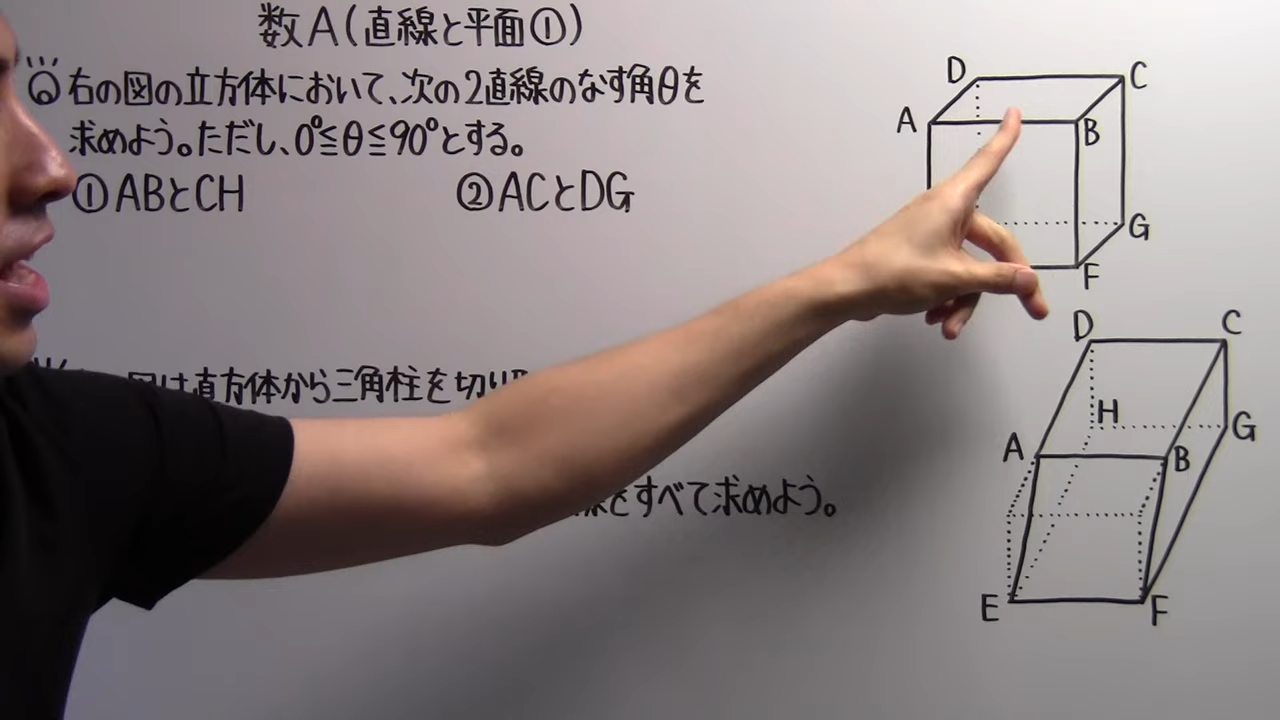 数A(直線と平面①)
右の図の立方体において、次の2直線のなす角θを
求めよう。ただし、0°≦θ≦90°とする。
①ABとCH
②ACとDG
D
C
A
B
G
F
図は直方体から三角柱を切り
をすべて求めよう。
D
C
H
G
A
B
E
F